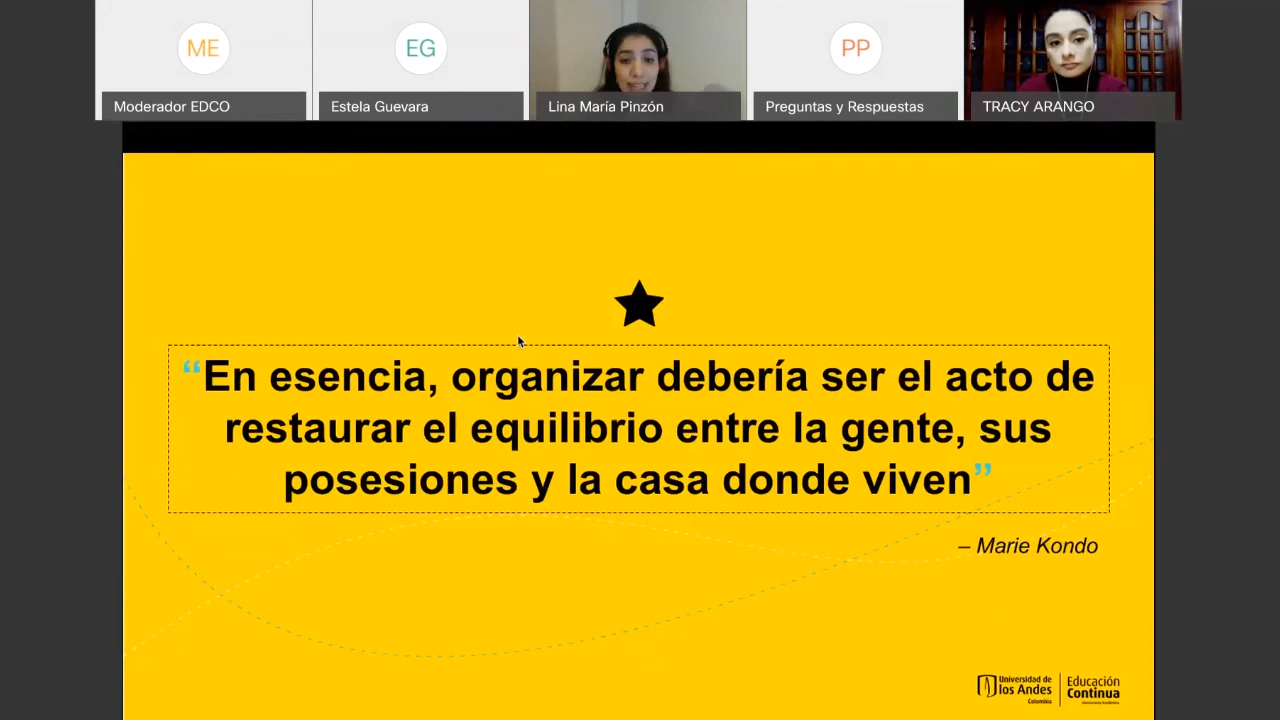 ME
EG
PP
Moderador EDCO
Estela Guevara
Lina María Pinzón
Preguntas y Respuestas
TRACY ARANGO
“En esencia, organizar debería ser el acto de
restaurar el equilibrio entre la gente, sus
posesiones y la casa donde viven”
– Marie Kondo
Universidad de
los Andes
Colombia
Educación
Continua